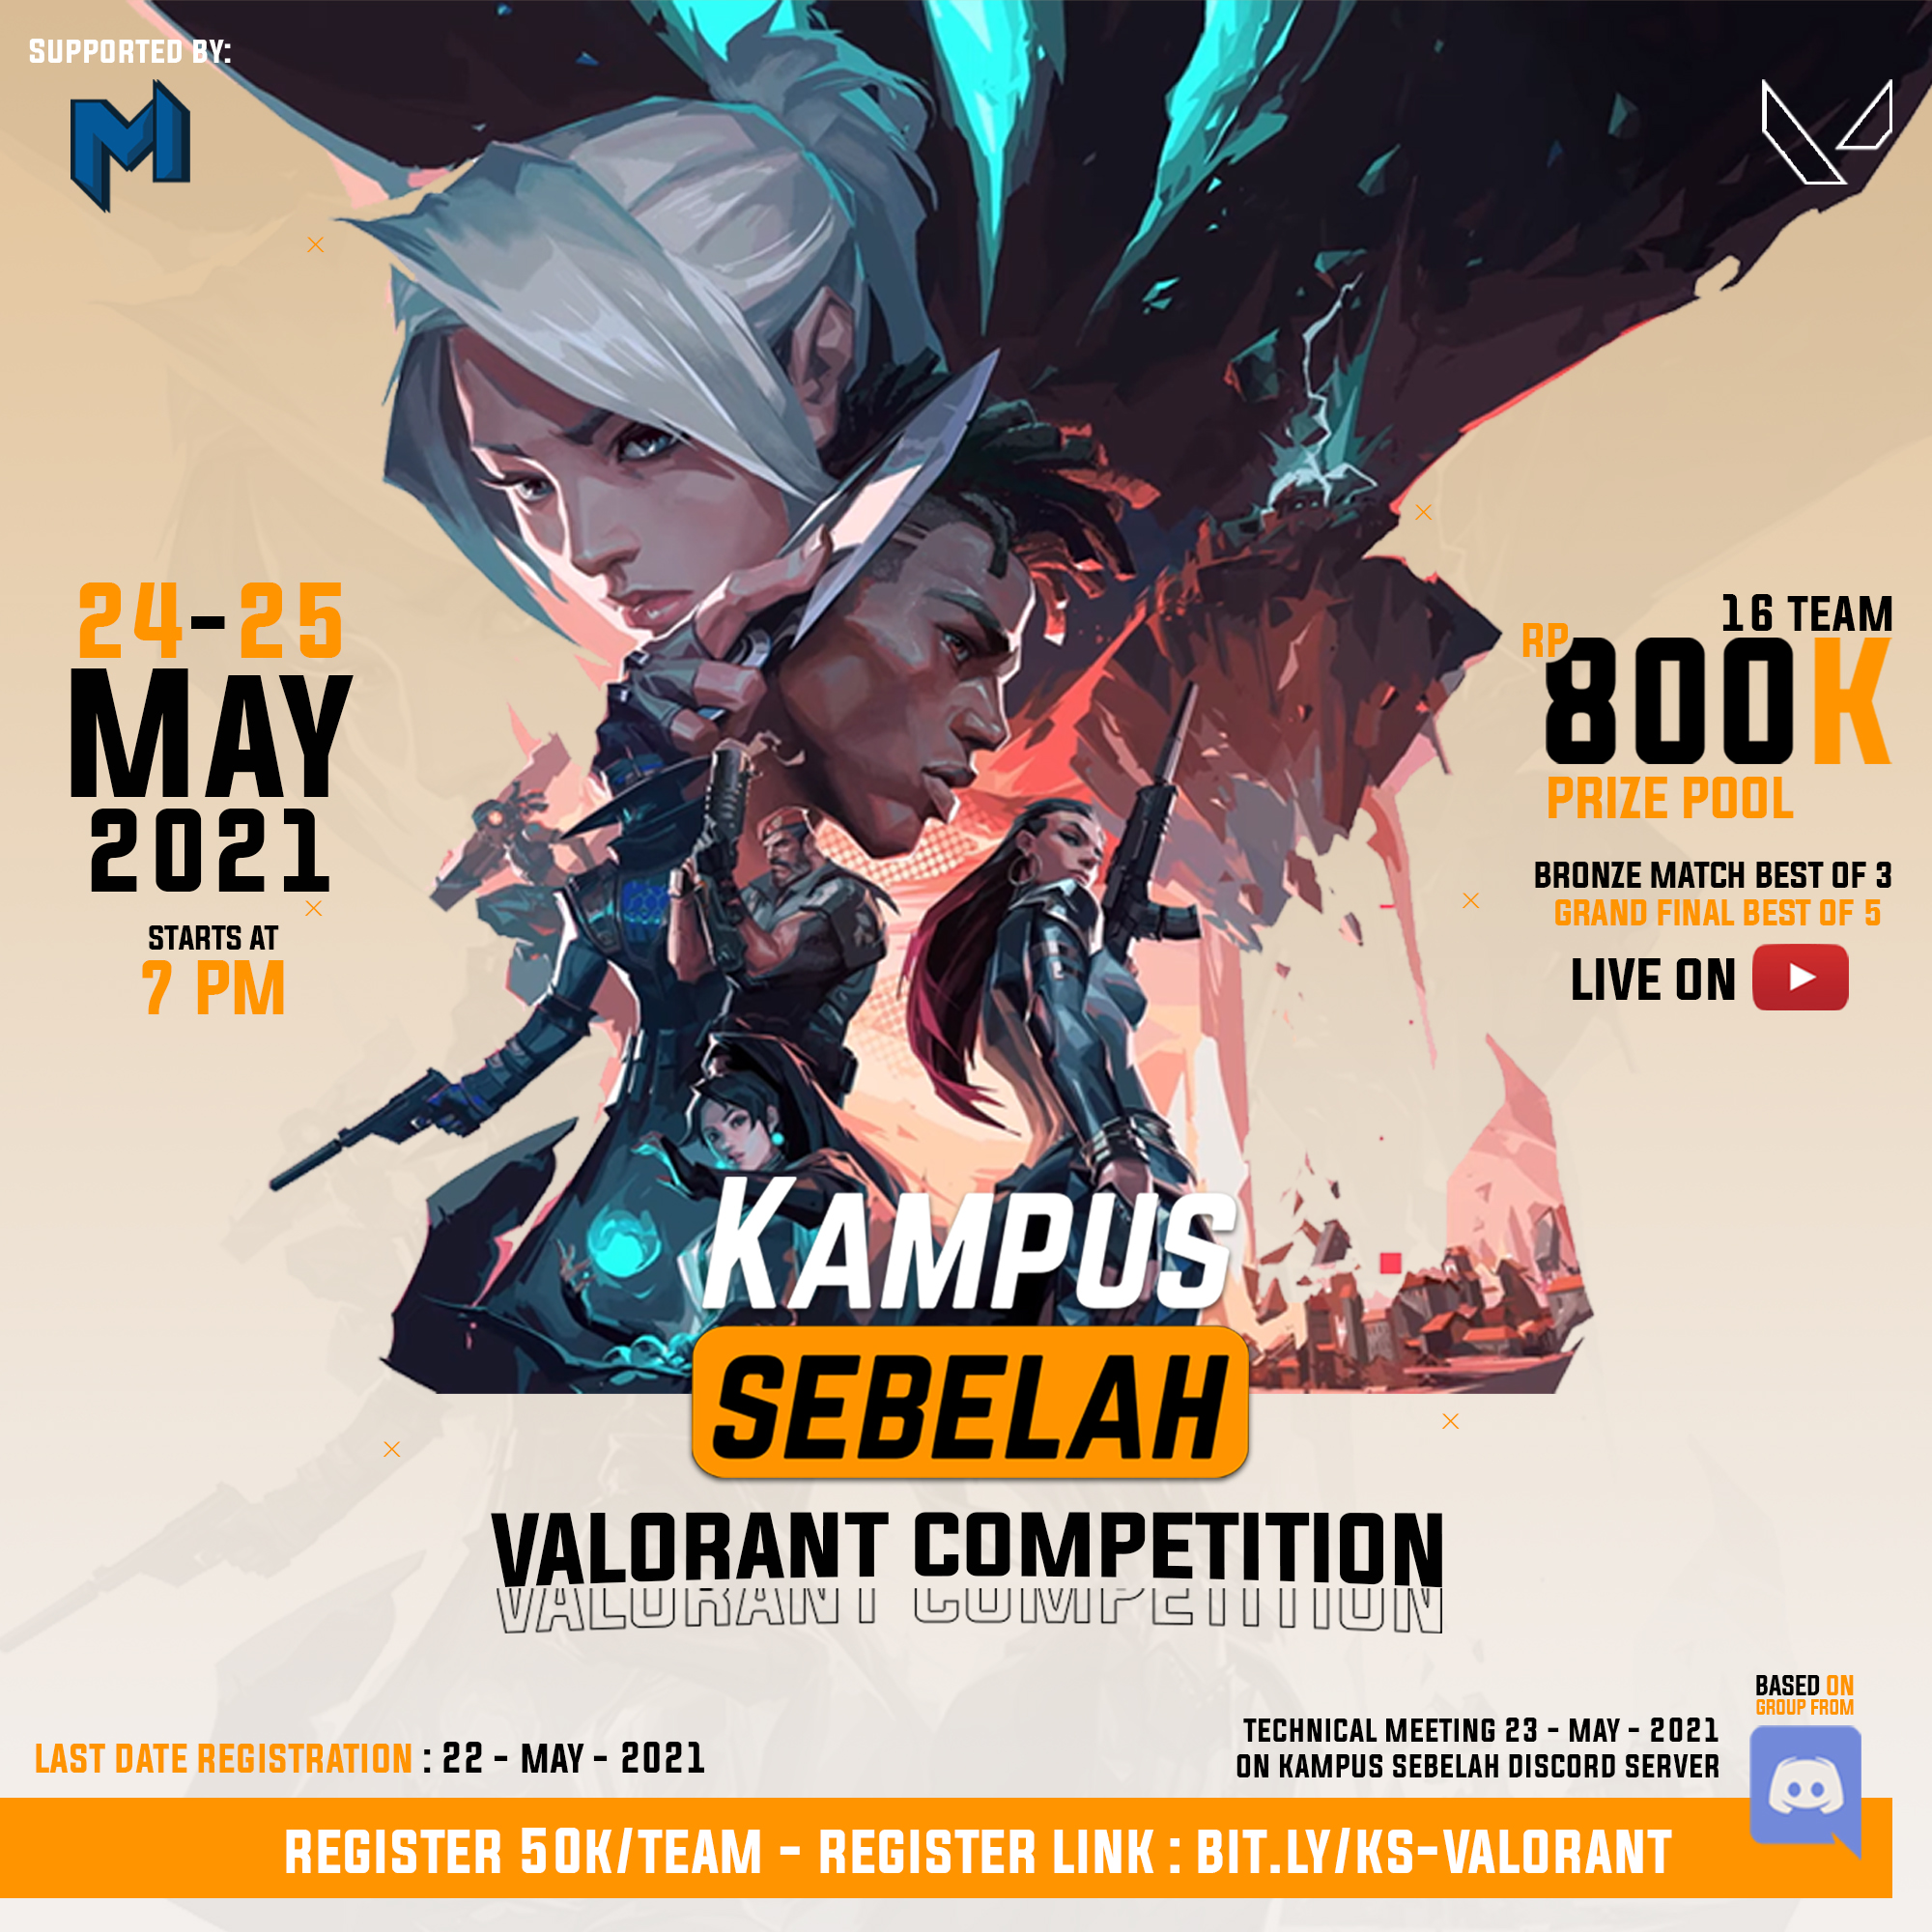 SUPPORTED BY:
24-25
MAY
2021
STARTS AT
7 PM
16 TEAM
RP 800K
PRIZE POOL
BRONZE MATCH BEST OF 3
GRAND FINAL BEST OF 5
LIVE ON
KAMPUS
SEBELAH
VALORANT COMPETITION
VALORANT COMPETITION
BASED ON
GROUP FROM
LAST DATE REGISTRATION : 22 - MAY - 2021
TECHNICAL MEETING 23 - MAY - 2021
ON KAMPUS SEBELAH DISCORD SERVER
REGISTER 50K/TEAM - REGISTER LINK : BIT.LY/KS-VALORANT